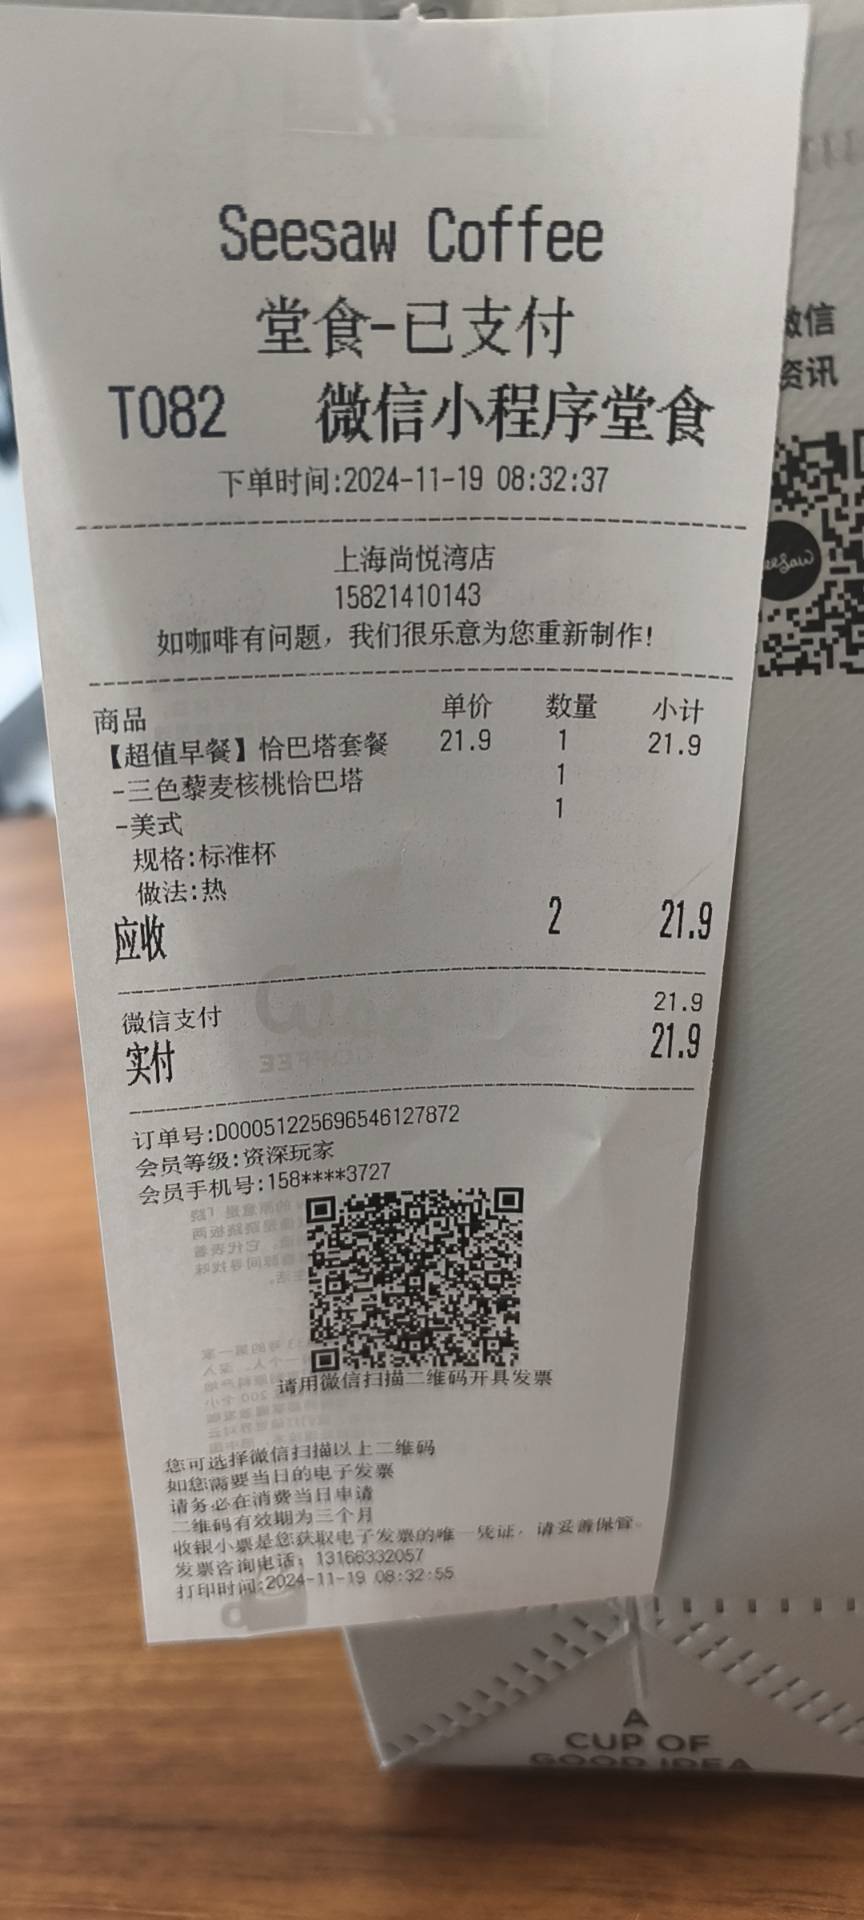 Seesaw Coffee
堂食-已支付
T082 微信小程序堂食
下单时间:2024-11-19 08:32:37
上海尚悦湾店
15821410143
如咖啡有问题，我们很乐意为您重新制作!
商品 单价 数量 小计
【超值早餐】恰巴塔套餐 21.9 1 21.9
-三色藜麦核桃恰巴塔 1
-美式 1
规格:标准杯
做法:热
应收 2 21.9
微信支付 21.9
实付 21.9
订单号:D00051225696546127872
会员等级:资深玩家
会员手机号:158****3727
请用微信扫描二维码开具发票
您可选择微信扫描以上二维码
如您需要当日的电子发票
请务必在消费当日申请
二维码有效期为三个月
收银小票是您获取电子发票的唯一凭证，请妥善保管。
发票咨询电话：13166332057
打印时间:2024-11-19 08:32:55
微信
资讯
eeSaw
A
CUP OF
GOOD IDEA